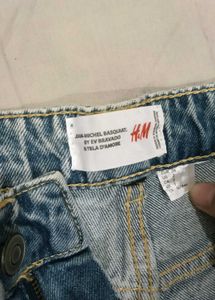 JEAN-MICHEL BASQUIAT.
BY EV BRAVADO
STELA D'AMORE
H&M